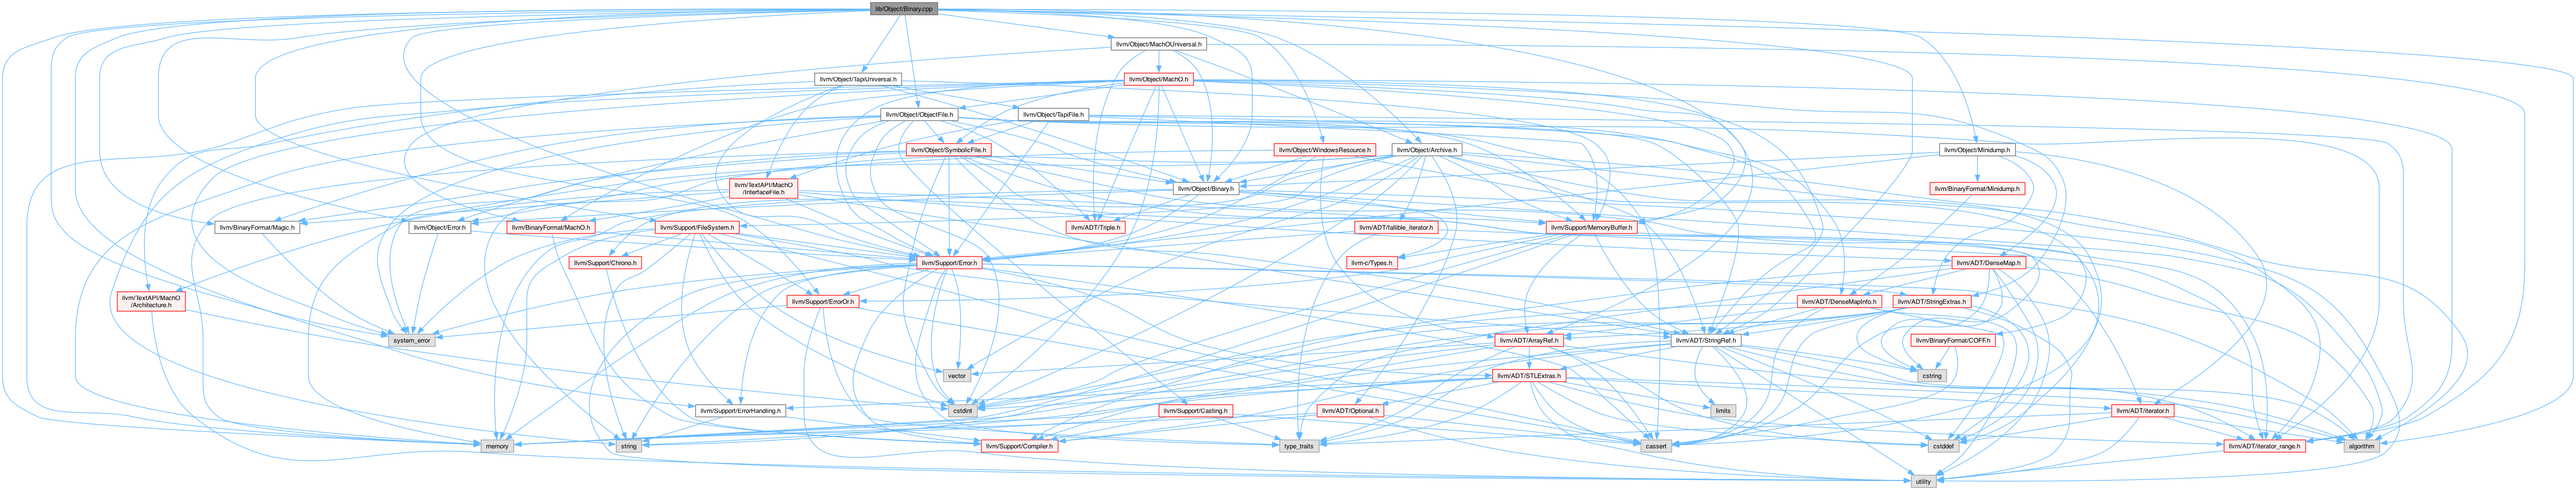 lib/Object/Binary.cpp
llvm/Object/MachOUniversal.h
llvm/Object/TapiUniversal.h
llvm/Object/MachO.h
llvm/Object/ObjectFile.h
llvm/Object/TapiFile.h
llvm/Object/SymbolicFile.h
llvm/Object/WindowsResource.h
llvm/Object/Archive.h
llvm/Object/Minidump.h
llvm/TextAPI/MachO
/InterfaceFile.h
llvm/Object/Binary.h
llvm/BinaryFormat/Minidump.h
llvm/BinaryFormat/Magic.h
llvm/Object/Error.h
llvm/BinaryFormat/MachO.h
llvm/Support/FileSystem.h
llvm/ADT/Triple.h
llvm/ADT/fallible_iterator.h
llvm/Support/MemoryBuffer.h
llvm/Support/Chrono.h
llvm/Support/Error.h
llvm-c/Types.h
llvm/ADT/DenseMap.h
llvm/TextAPI/MachO
/Architecture.h
llvm/Support/ErrorOr.h
llvm/ADT/DenseMapInfo.h
llvm/ADT/StringExtras.h
system_error
llvm/ADT/ArrayRef.h
llvm/ADT/StringRef.h
llvm/BinaryFormat/COFF.h
vector
llvm/ADT/STLExtras.h
cstring
cstdint
llvm/Support/ErrorHandling.h
llvm/Support/Casting.h
llvm/ADT/Optional.h
limits
llvm/ADT/iterator.h
memory
string
llvm/Support/Compiler.h
type_traits
cassert
cstddef
llvm/ADT/iterator_range.h
algorithm
utility